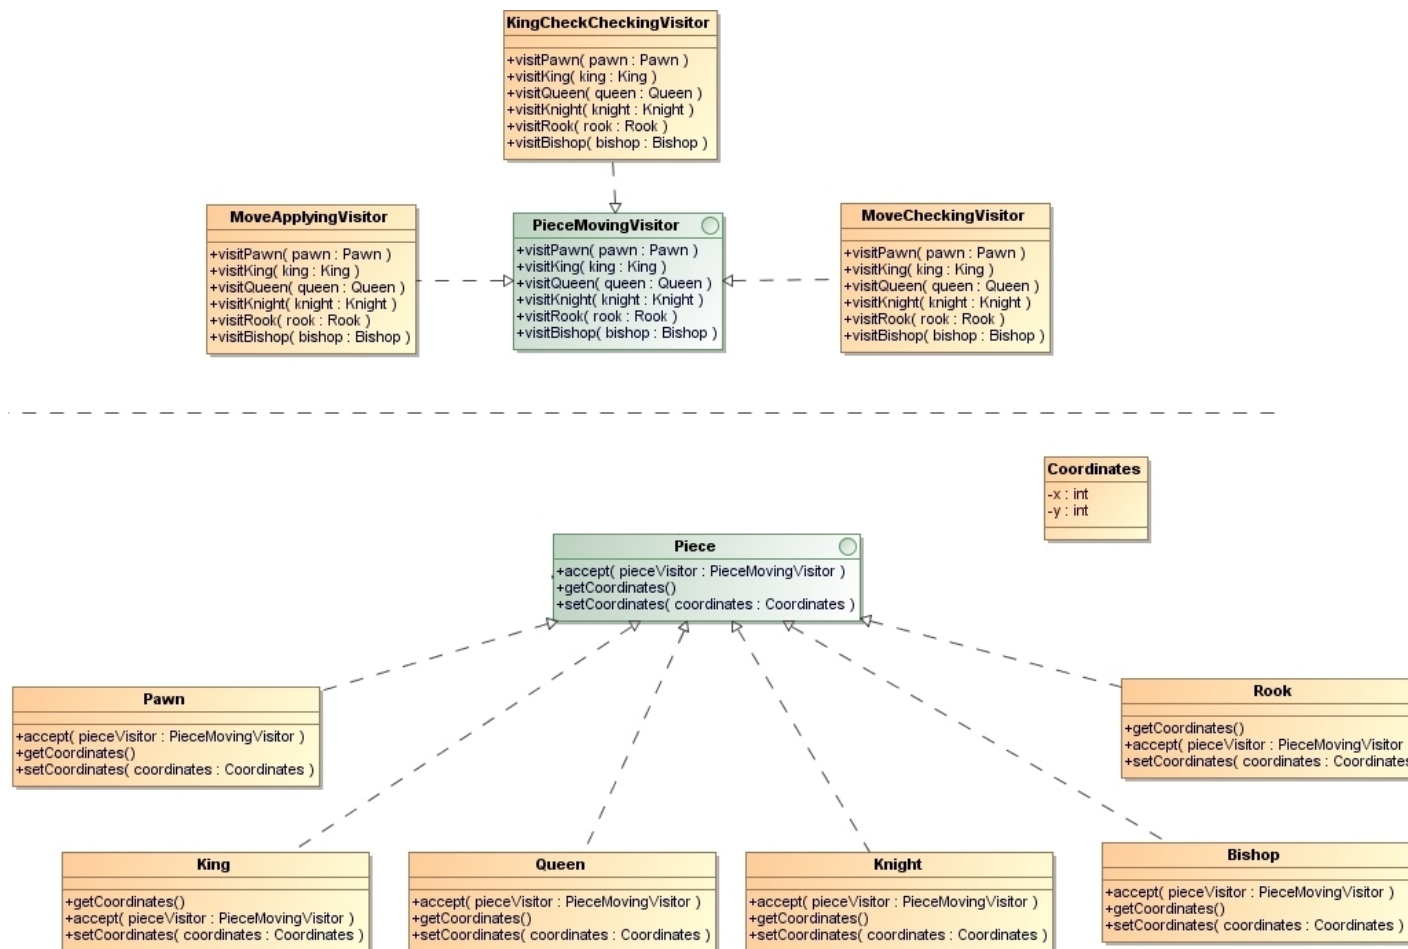 KingCheckCheckingVisitor
+visitPawn( pawn : Pawn )
+visitKing( king : King )
+visitQueen( queen : Queen )
+visitKnight( knight : Knight )
+visitRook( rook : Rook )
+visitBishop( bishop : Bishop )
MoveApplyingVisitor
+visitPawn( pawn : Pawn )
+visitKing( king : King )
+visitQueen( queen : Queen )
+visitKnight( knight : Knight )
+visitRook( rook : Rook )
+visitBishop( bishop : Bishop )
PieceMovingVisitor
+visitPawn( pawn : Pawn )
+visitKing( king : King )
+visitQueen( queen : Queen )
+visitKnight( knight : Knight )
+visitRook( rook : Rook )
+visitBishop( bishop : Bishop )
MoveCheckingVisitor
+visitPawn( pawn : Pawn )
+visitKing( king : King )
+visitQueen( queen : Queen )
+visitKnight( knight : Knight )
+visitRook( rook : Rook )
+visitBishop( bishop : Bishop )
Coordinates
-x : int
-y : int
Piece
+accept( pieceVisitor : PieceMovingVisitor )
+getCoordinates()
+setCoordinates( coordinates : Coordinates )
Pawn
+accept( pieceVisitor : PieceMovingVisitor )
+getCoordinates()
+setCoordinates( coordinates : Coordinates )
Rook
+getCoordinates()
+accept( pieceVisitor : PieceMovingVisitor
+setCoordinates( coordinates : Coordinates
King
+getCoordinates()
+accept( pieceVisitor : PieceMovingVisitor )
+setCoordinates( coordinates : Coordinates )
Queen
+accept( pieceVisitor : PieceMovingVisitor )
+getCoordinates()
+setCoordinates( coordinates : Coordinates )
Knight
+accept( pieceVisitor : PieceMovingVisitor )
+getCoordinates()
+setCoordinates( coordinates : Coordinates )
Bishop
+accept( pieceVisitor : PieceMovingVisitor )
+getCoordinates()
+setCoordinates( coordinates : Coordinates )